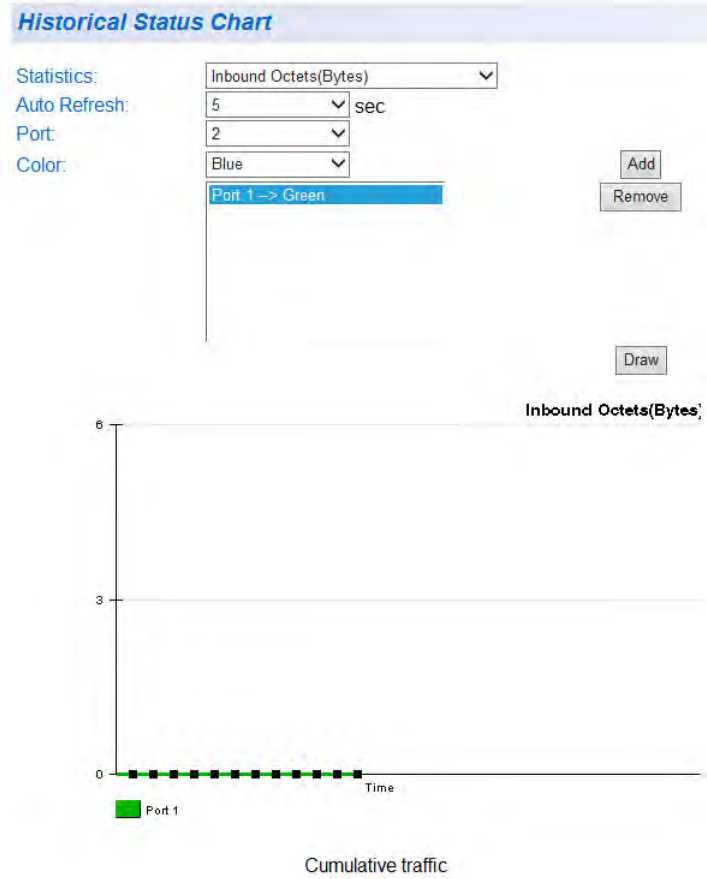 Historical Status Chart
Statistics: Inbound Octets(Bytes)
Auto Refresh: 5 sec
Port: 2
Color: Blue Add
Port 1 --> Green Remove
Draw
Inbound Octets(Bytes)
6
3
0
Time
Port 1
Cumulative traffic